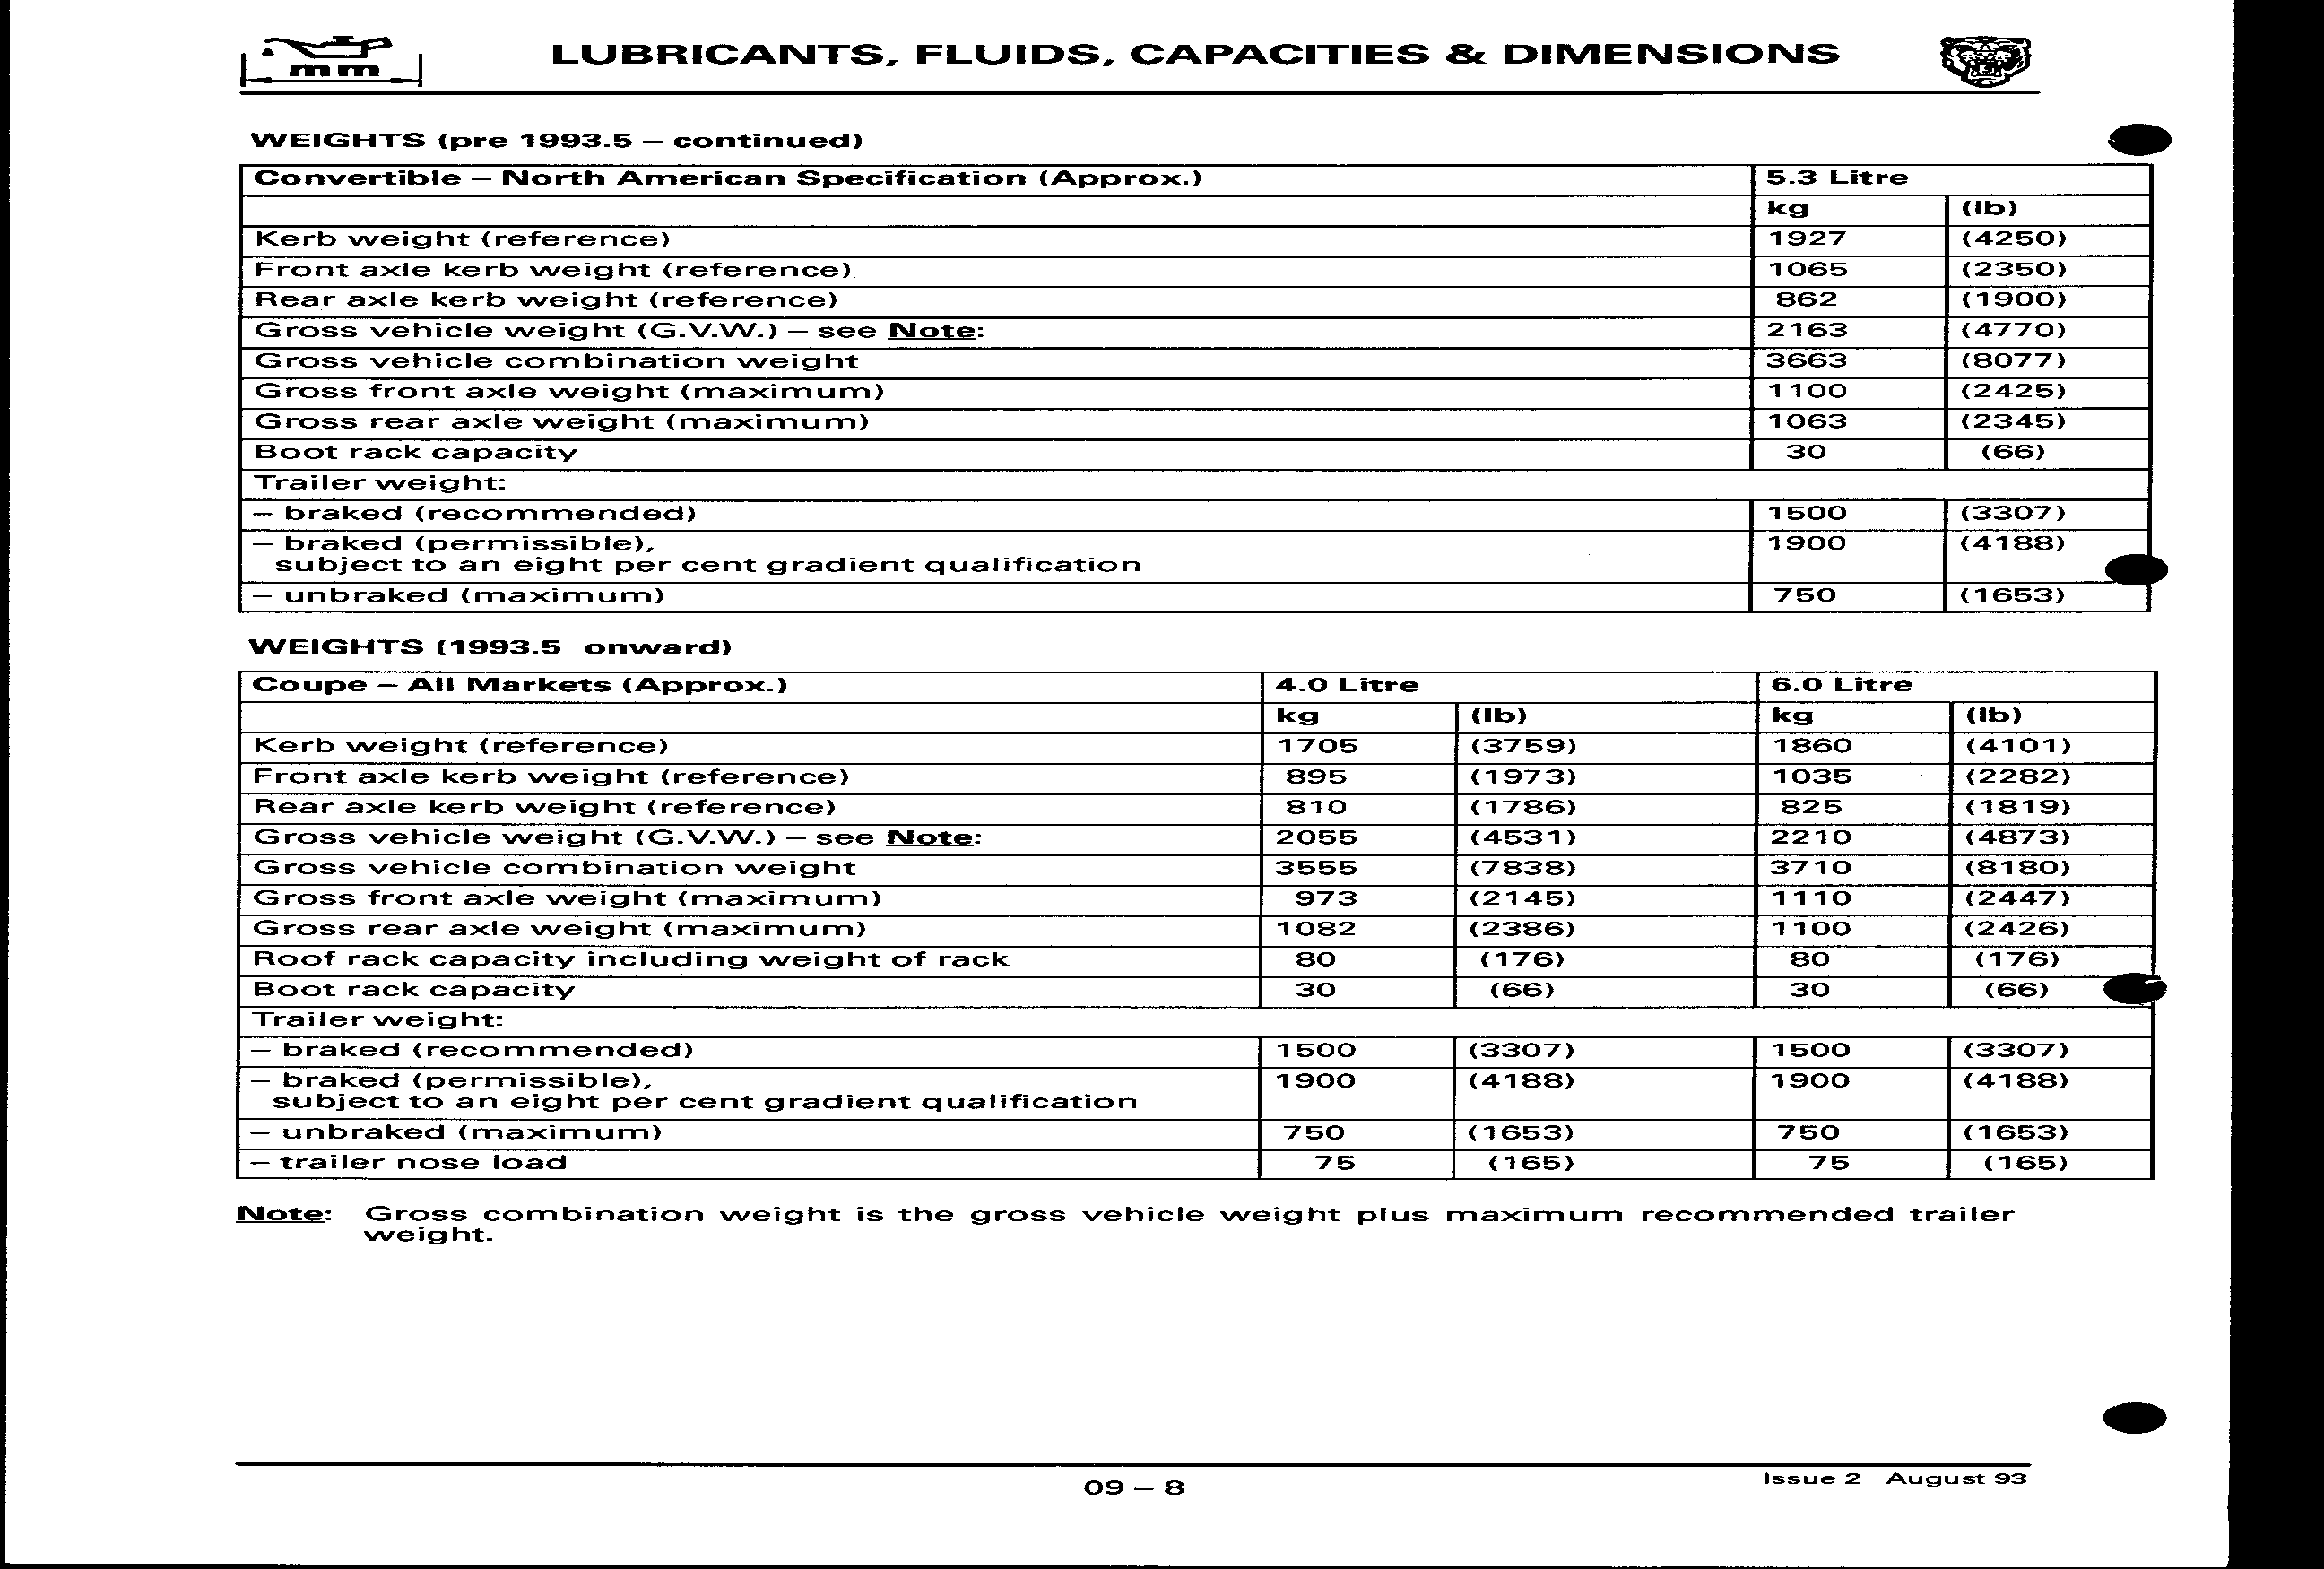 mm
LUBRICANTS, FLUIDS, CAPACITIES & DIMENSIONS
WEIGHTS (pre 1993.5 – continued)
Convertible – North American Specification (Approx.) 5.3 Litre
kg (lb)
Kerb weight (reference) 1927 (4250)
Front axle kerb weight (reference) 1065 (2350)
Rear axle kerb weight (reference) 862 (1900)
Gross vehicle weight (G.V.W.) – see Note: 2163 (4770)
Gross vehicle combination weight 3663 (8077)
Gross front axle weight (maximum) 1100 (2425)
Gross rear axle weight (maximum) 1063 (2345)
Boot rack capacity 30 (66)
Trailer weight:
– braked (recommended) 1500 (3307)
– braked (permissible), 1900 (4188)
subject to an eight per cent gradient qualification
– unbraked (maximum) 750 (1653)
WEIGHTS (1993.5 onward)
Coupe – All Markets (Approx.) 4.0 Litre 6.0 Litre
kg (lb) kg (lb)
Kerb weight (reference) 1705 (3759) 1860 (4101)
Front axle kerb weight (reference) 895 (1973) 1035 (2282)
Rear axle kerb weight (reference) 810 (1786) 825 (1819)
Gross vehicle weight (G.V.W.) – see Note: 2055 (4531) 2210 (4873)
Gross vehicle combination weight 3555 (7838) 3710 (8180)
Gross front axle weight (maximum) 973 (2145) 1110 (2447)
Gross rear axle weight (maximum) 1082 (2386) 1100 (2426)
Roof rack capacity including weight of rack 80 (176) 80 (176)
Boot rack capacity 30 (66) 30 (66)
Trailer weight:
– braked (recommended) 1500 (3307) 1500 (3307)
– braked (permissible), 1900 (4188) 1900 (4188)
subject to an eight per cent gradient qualification
– unbraked (maximum) 750 (1653) 750 (1653)
– trailer nose load 75 (165) 75 (165)
Note: Gross combination weight is the gross vehicle weight plus maximum recommended trailer
weight.
09 – 8
Issue 2 August 93